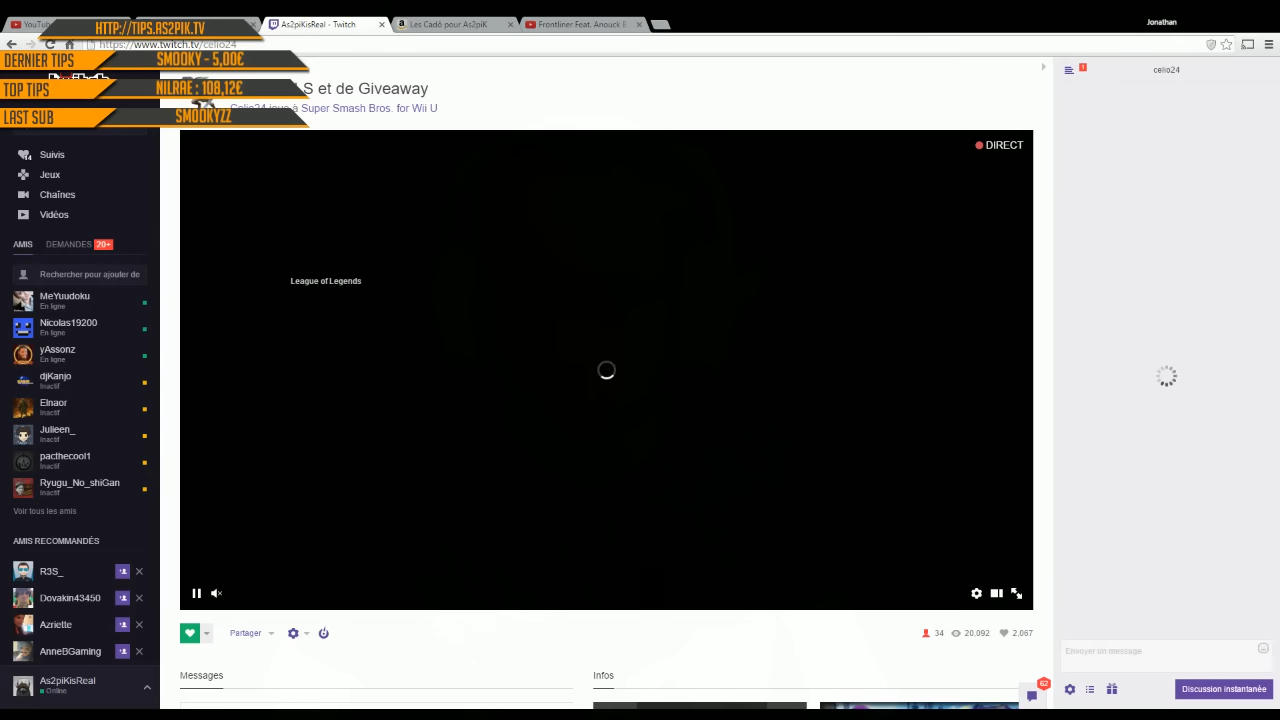 Jonathan
YouTube
As2piKisReal - Twitch
Les Cadô pour As2piK
Frontliner Feat. Anouck
HTTP://TIPS.AS2PIK.TV
https://www.twitch.tv/celio24
DERNIER TIPS
SMOOKY - 5,00€
TOP TIPS
NILRAE : 108,12€
LAST SUB
SMOOKYZZ
S et de Giveaway
Celio24 joue à Super Smash Bros. for Wii U
1
celio24
DIRECT
14
Suivis
Jeux
Chaînes
Vidéos
AMIS
DEMANDES 20+
Rechercher pour ajouter de
MeYuudoku
En ligne
Nicolas19200
En ligne
yAssonz
En ligne
djKanjo
Inactif
Elnaor
Inactif
Julieen_
Inactif
pacthecool1
Inactif
Ryugu_No_shiGan
Inactif
Voir tous les amis
AMIS RECOMMANDÉS
R3S_
Dovakin43450
Azriette
AnneBGaming
As2piKisReal
Online
League of Legends
Partager
34
20,092
2,067
Messages
Infos
62
Envoyer un message
Discussion instantanée